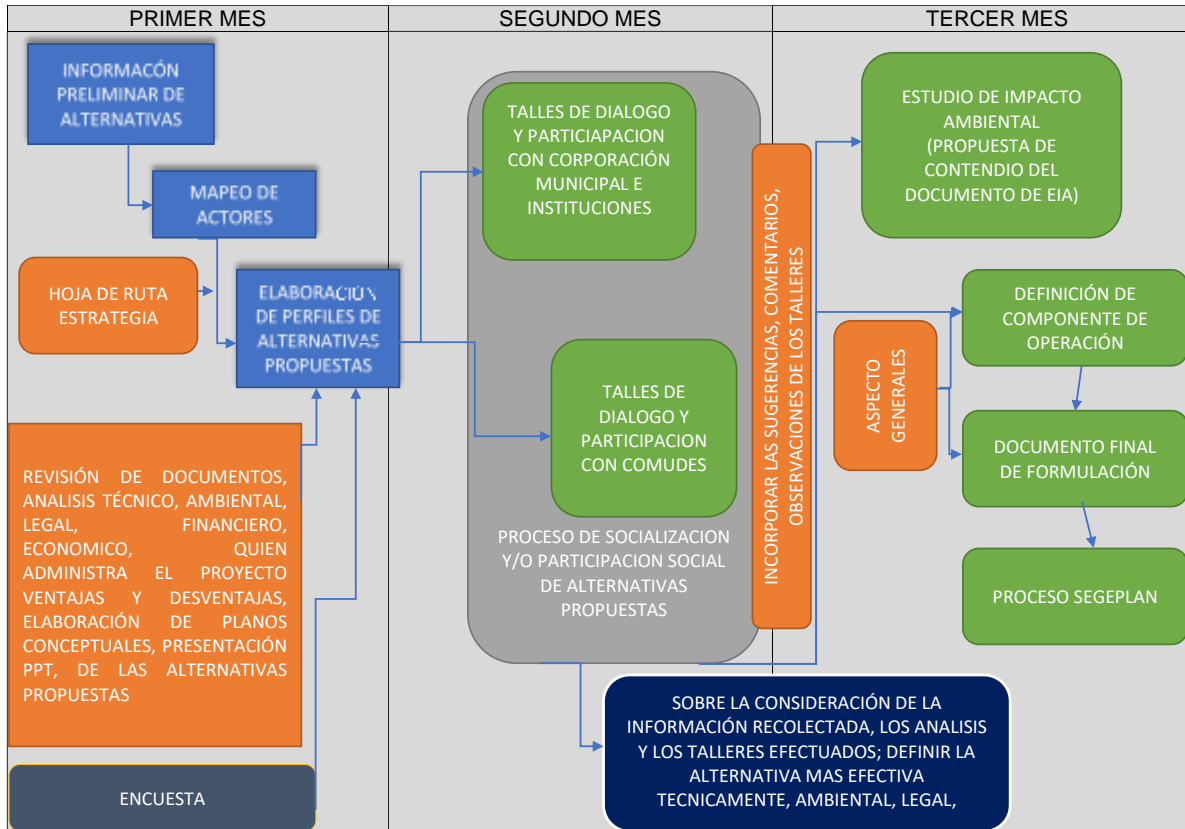 PRIMER MES
SEGUNDO MES
TERCER MES
INFORMACÓN
PRELIMINAR DE
ALTERNATIVAS
MAPEO DE
ACTORES
HOJA DE RUTA
ESTRATEGIA
ELABORACIÓN
DE PERFILES DE
ALTERNATIVAS
PROPUESTAS
REVISIÓN DE DOCUMENTOS,
ANALISIS TÉCNICO, AMBIENTAL,
LEGAL, FINANCIERO,
ECONOMICO, QUIEN
ADMINISTRA EL PROYECTO
VENTAJAS Y DESVENTAJAS,
ELABORACIÓN DE PLANOS
CONCEPTUALES, PRESENTACIÓN
PPT, DE LAS ALTERNATIVAS
PROPUESTAS
ENCUESTA
TALLES DE DIALOGO
Y PARTICIAPACION
CON CORPORACIÓN
MUNICIPAL E
INSTITUCIONES
TALLES DE
DIALOGO Y
PARTICIPACION
CON COMUDES
PROCESO DE SOCIALIZACION
Y/O PARTICIPACION SOCIAL
DE ALTERNATIVAS
PROPUESTAS
INCORPORAR LAS SUGERENCIAS, COMENTARIOS,
OBSERVACIONES DE LOS TALLERES
SOBRE LA CONSIDERACIÓN DE LA
INFORMACIÓN RECOLECTADA, LOS ANALISIS
Y LOS TALLERES EFECTUADOS; DEFINIR LA
ALTERNATIVA MAS EFECTIVA
TECNICAMENTE, AMBIENTAL, LEGAL,
ESTUDIO DE IMPACTO
AMBIENTAL
(PROPUESTA DE
CONTENDIO DEL
DOCUMENTO DE EIA)
ASPECTO
GENERALES
DEFINICIÓN DE
COMPONENTE DE
OPERACIÓN
DOCUMENTO FINAL
DE FORMULACIÓN
PROCESO SEGEPLAN